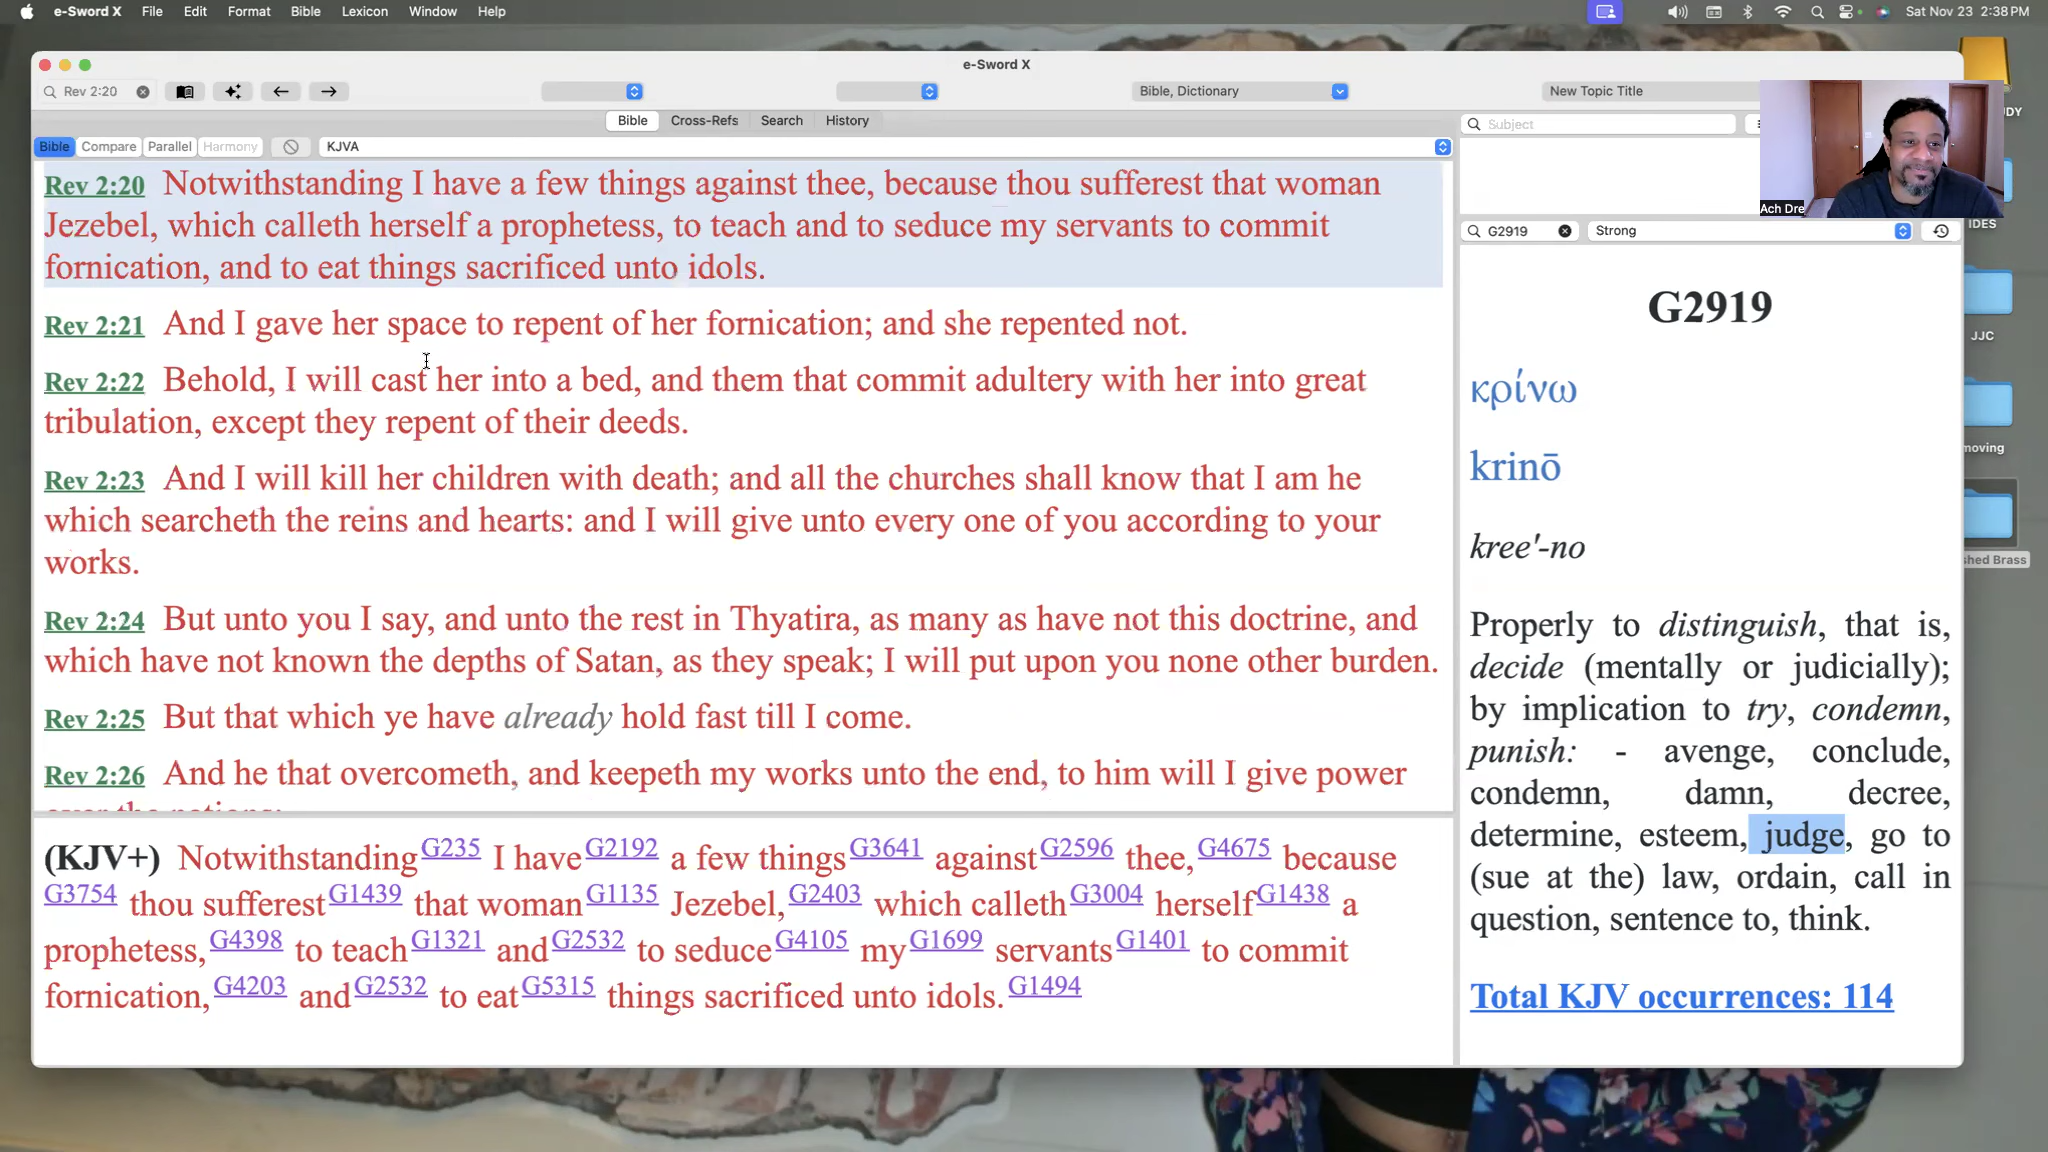 e-Sword X File Edit Format Bible Lexicon Window Help
Sat Nov 23 2:38 PM
e-Sword X
Rev 2:20
Bible, Dictionary
New Topic Title
Bible Cross-Refs Search History
Subject
Bible Compare Parallel Harmony
KJVA
Rev 2:20 Notwithstanding I have a few things against thee, because thou sufferest that woman
Jezebel, which calleth herself a prophetess, to teach and to seduce my servants to commit
fornication, and to eat things sacrificed unto idols.
Rev 2:21 And I gave her space to repent of her fornication; and she repented not.
Rev 2:22 Behold, I will cast her into a bed, and them that commit adultery with her into great
tribulation, except they repent of their deeds.
Rev 2:23 And I will kill her children with death; and all the churches shall know that I am he
which searcheth the reins and hearts: and I will give unto every one of you according to your
works.
Rev 2:24 But unto you I say, and unto the rest in Thyatira, as many as have not this doctrine, and
which have not known the depths of Satan, as they speak; I will put upon you none other burden.
Rev 2:25 But that which ye have already hold fast till I come.
Rev 2:26 And he that overcometh, and keepeth my works unto the end, to him will I give power
(KJV+) Notwithstanding G235 I have G2192 a few things G3641 against G2596 thee, G4675 because
G3754 thou sufferest G1439 that woman G1135 Jezebel, G2403 which calleth G3004 herself G1438 a
prophetess, G4398 to teach G1321 and G2532 to seduce G4105 my G1699 servants G1401 to commit
fornication, G4203 and G2532 to eat G5315 things sacrificed unto idols. G1494
Ach Dre
G2919
Strong
G2919
κρίνω
krinō
kree'-no
Properly to distinguish, that is,
decide (mentally or judicially);
by implication to try, condemn,
punish: - avenge, conclude,
condemn, damn, decree,
determine, esteem, judge, go to
(sue at the) law, ordain, call in
question, sentence to, think.
Total KJV occurrences: 114
IDES
JJC
moving
shed Brass